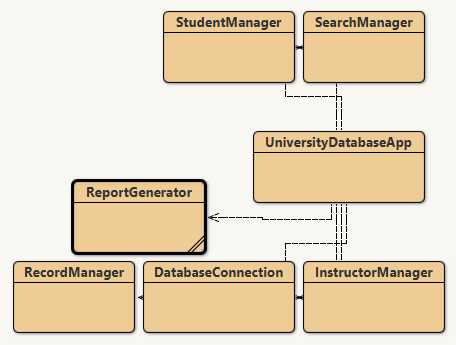 StudentManager
SearchManager
UniversityDatabaseApp
ReportGenerator
RecordManager
DatabaseConnection
InstructorManager